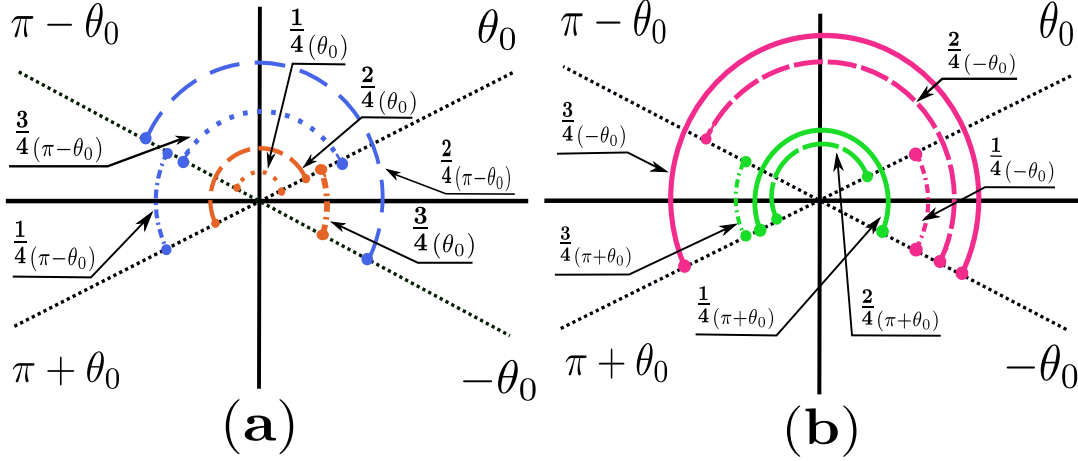 π − θ₀
1/4 (θ₀)
θ₀
2/4 (θ₀)
3/4 (π−θ₀)
2/4 (π−θ₀)
1/4 (π−θ₀)
3/4 (θ₀)
π + θ₀
−θ₀
(a)
π − θ₀
θ₀
2/4 (−θ₀)
3/4 (−θ₀)
1/4 (−θ₀)
3/4 (π+θ₀)
1/4 (π+θ₀)
2/4 (π+θ₀)
π + θ₀
−θ₀
(b)